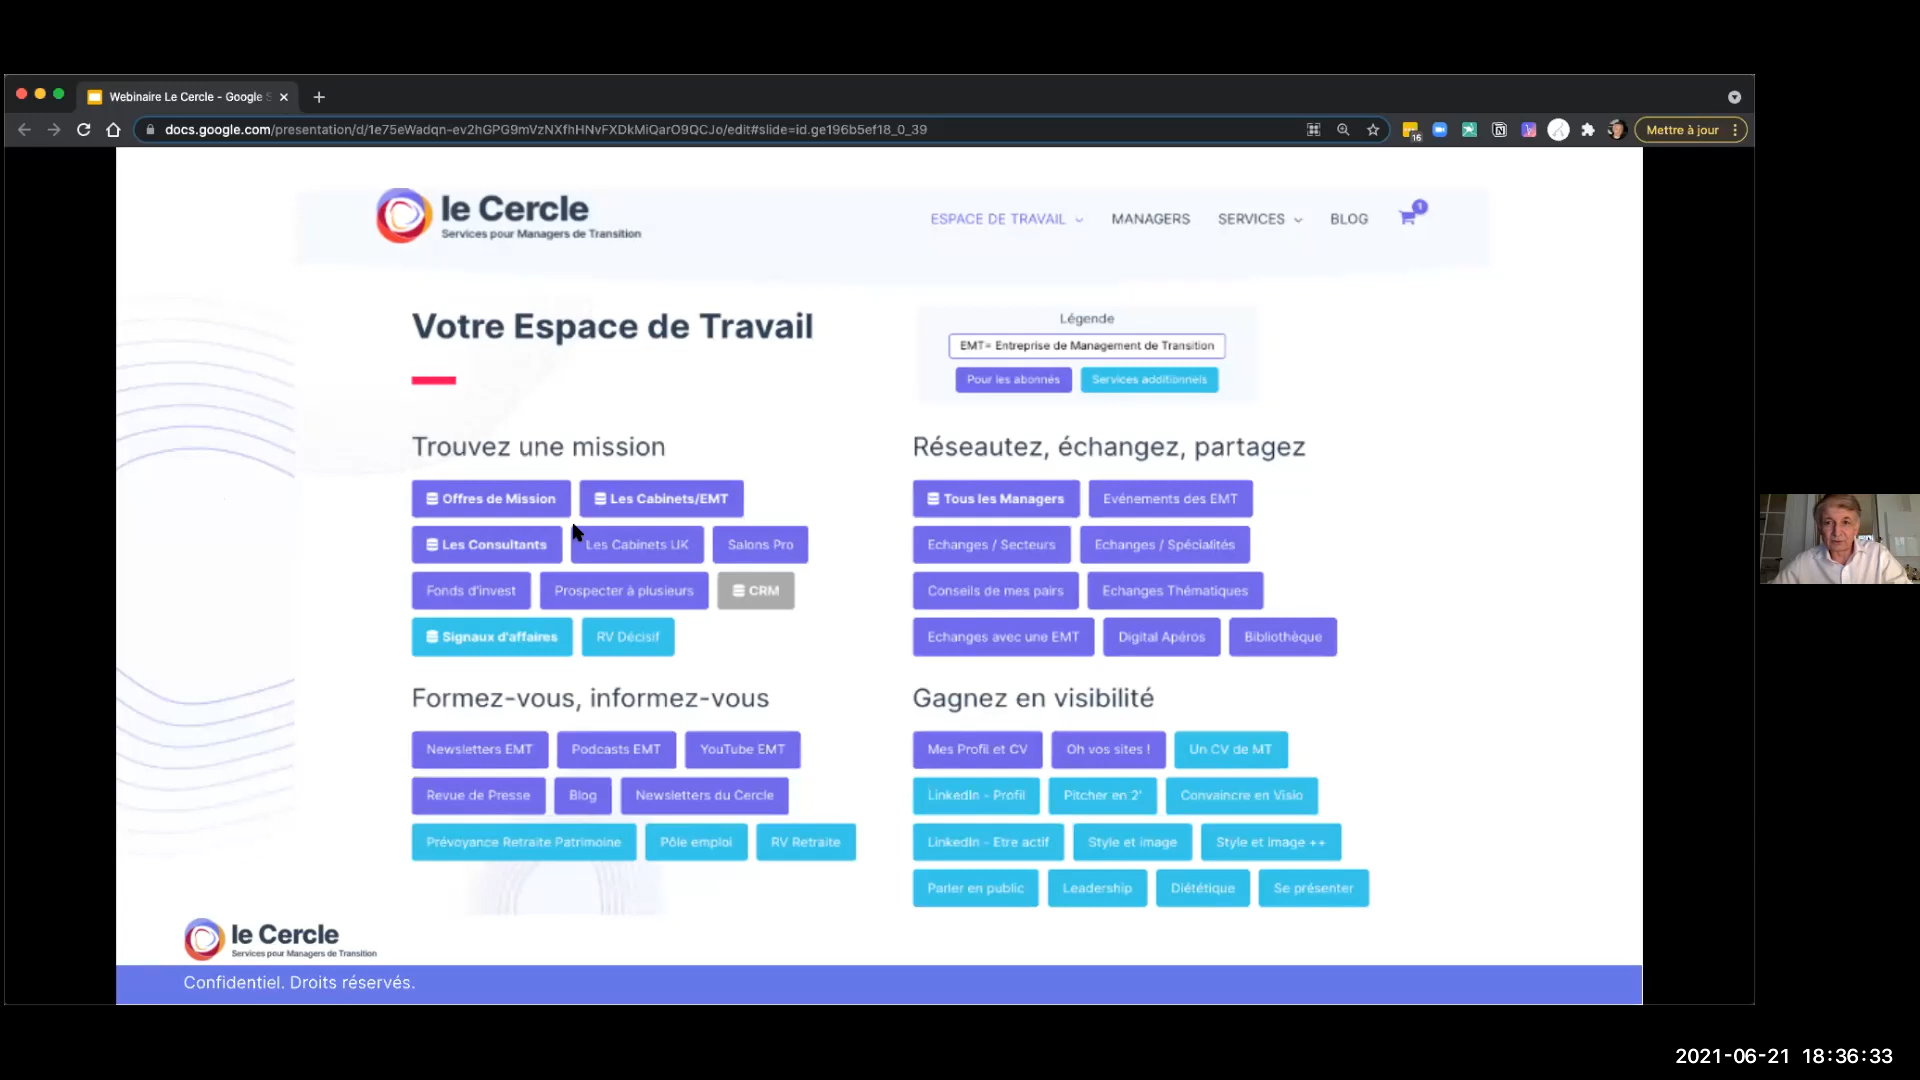 Webinaire Le Cercle - Google S
docs.google.com/presentation/d/1e75eWadqn-ev2hGPG9mVzNXfhHNvFXDkMiQarO9QCJo/edit#slide=id.ge196b5ef18_0_39
16
Mettre à jour
le Cercle
Services pour Managers de Transition
ESPACE DE TRAVAIL MANAGERS SERVICES BLOG 1
Votre Espace de Travail
Légende
EMT= Entreprise de Management de Transition
Pour les abonnés Services additionnels
Trouvez une mission
Offres de Mission Les Cabinets/EMT
Les Consultants Les Cabinets UK Salons Pro
Fonds d'invest Prospecter à plusieurs CRM
Signaux d'affaires RV Décisif
Réseautez, échangez, partagez
Tous les Managers Evénements des EMT
Echanges / Secteurs Echanges / Spécialités
Conseils de mes pairs Echanges Thématiques
Echanges avec une EMT Digital Apéros Bibliothèque
Formez-vous, informez-vous
Newsletters EMT Podcasts EMT YouTube EMT
Revue de Presse Blog Newsletters du Cercle
Prévoyance Retraite Patrimoine Pôle emploi RV Retraite
Gagnez en visibilité
Mes Profil et CV Oh vos sites ! Un CV de MT
LinkedIn - Profil Pitcher en 2' Convaincre en Visio
LinkedIn - Etre actif Style et image Style et Image ++
Parler en public Leadership Diététique Se présenter
le Cercle
Services pour Managers de Transition
Confidentiel. Droits réservés.
2021-06-21 18:36:33